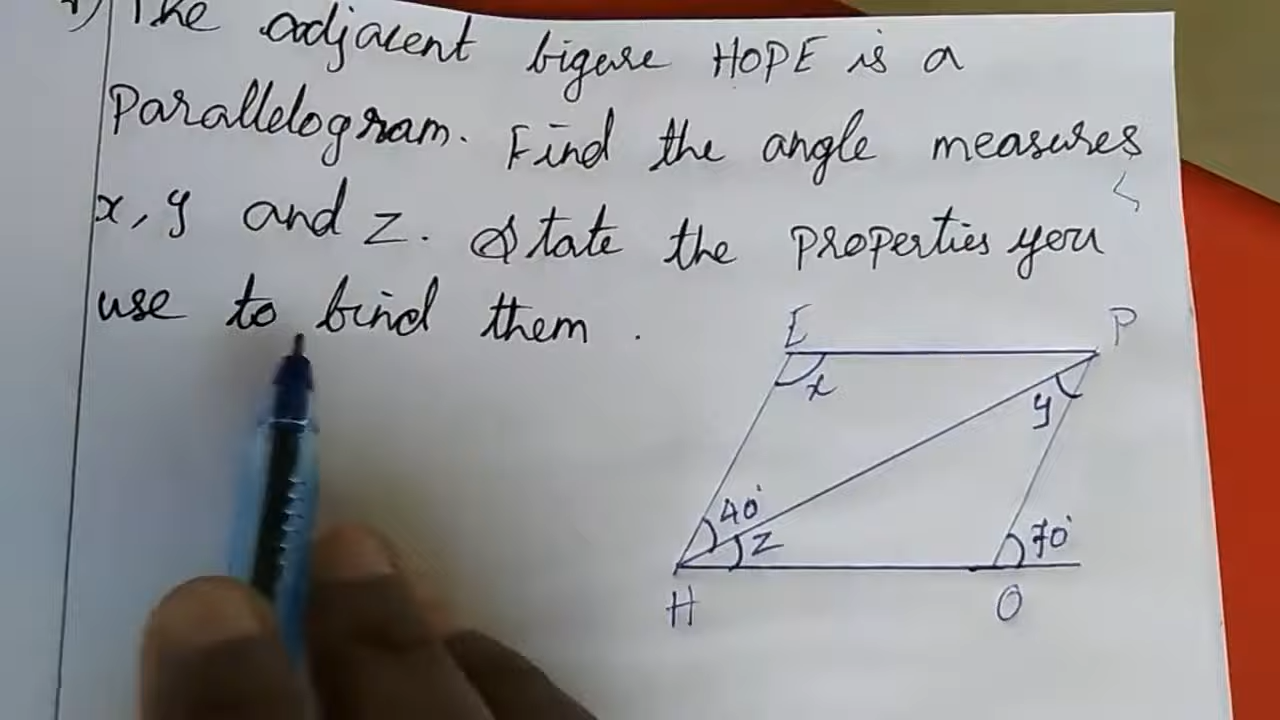 The adjacent figure HOPE is a
Parallelogram. Find the angle measures
x, y and z. State the properties you
use to find them .
E
P
x
y
40°
z
70°
H
O